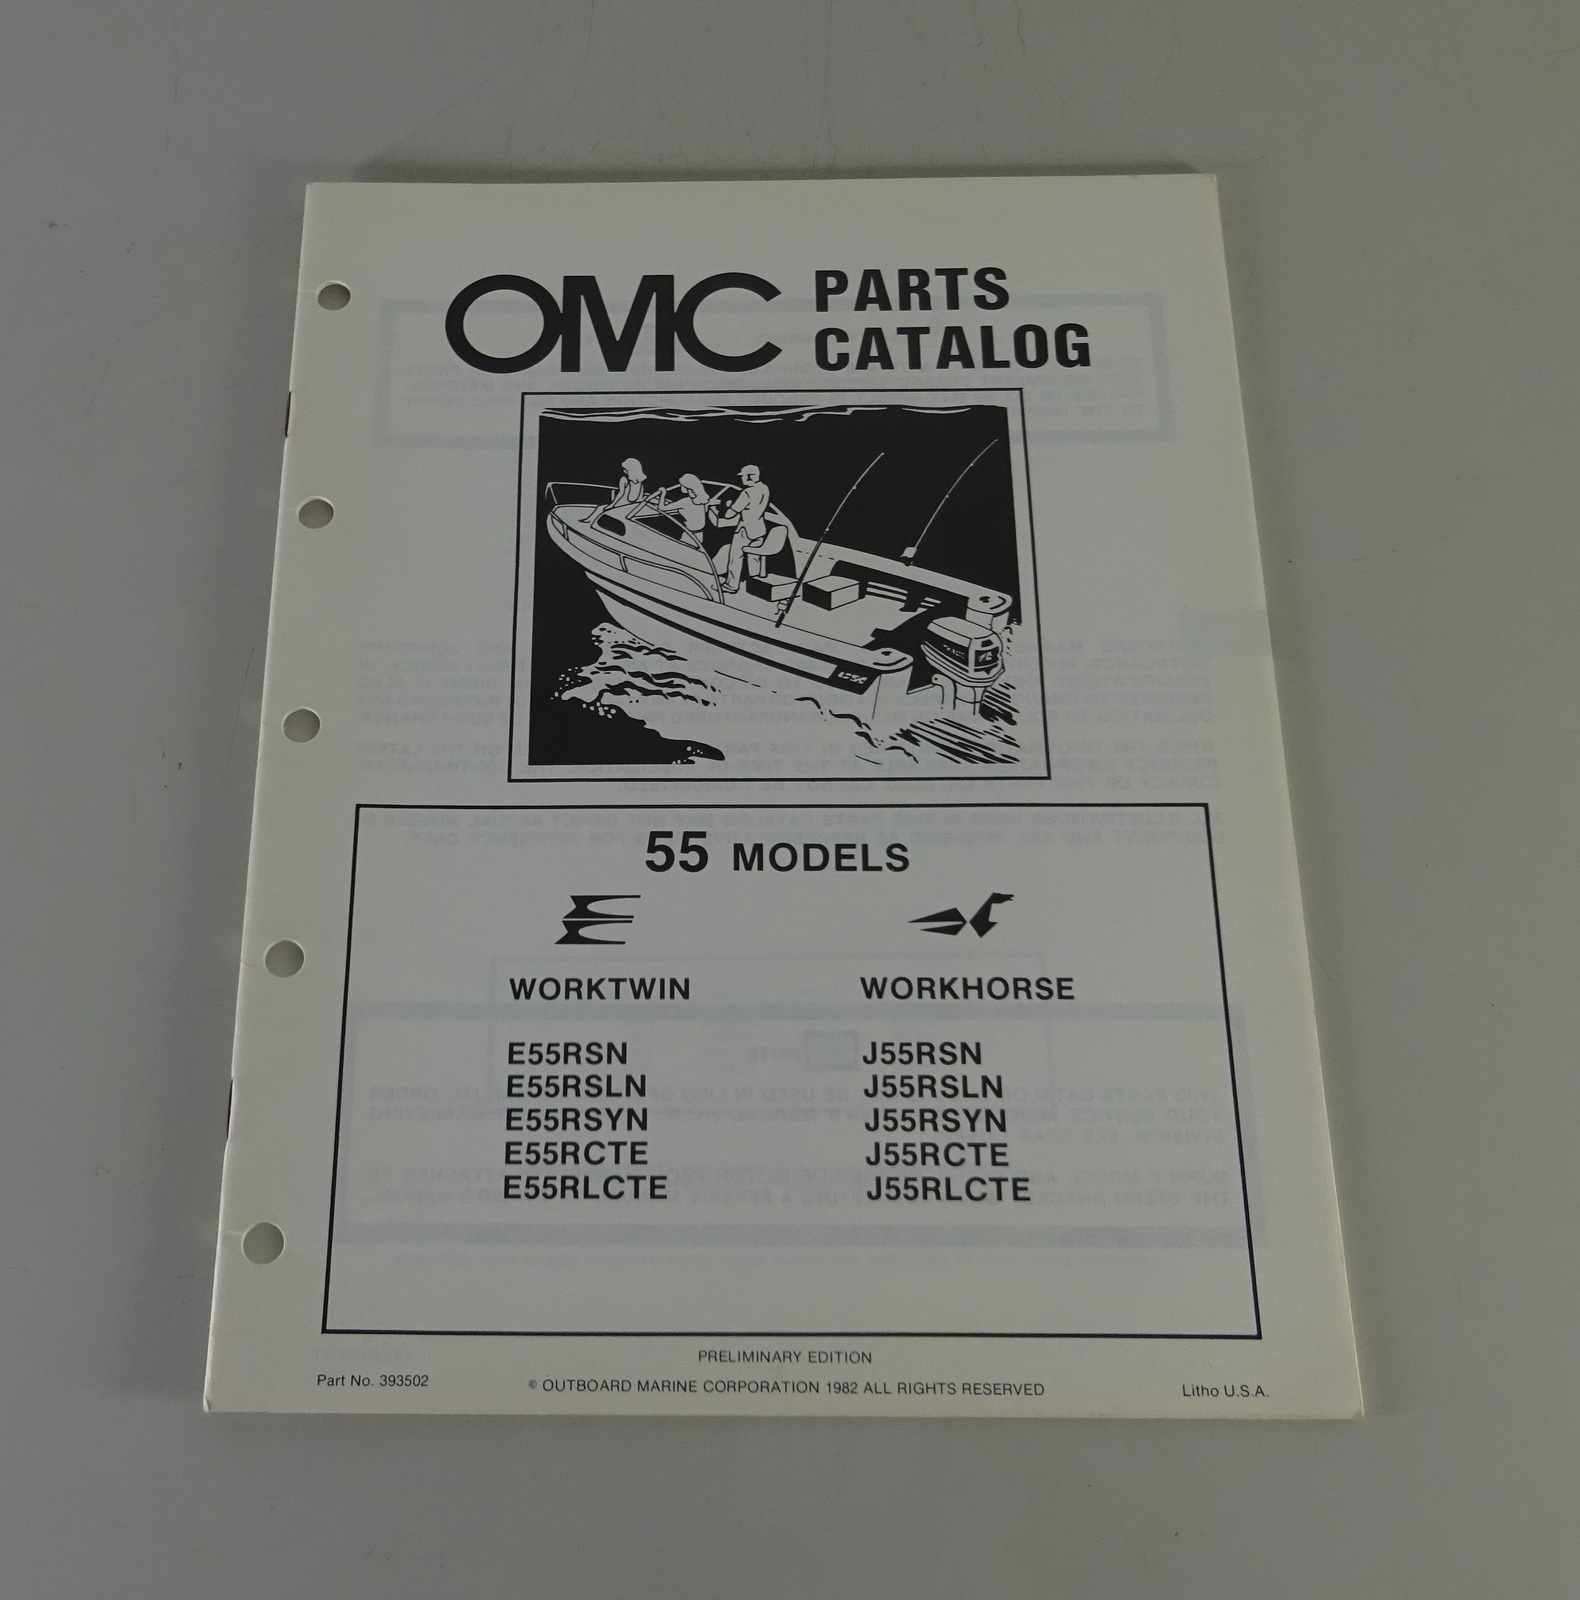 OMC PARTS
CATALOG
55 MODELS
WORKTWIN WORKHORSE
E55RSN J55RSN
E55RSLN J55RSLN
E55RSYN J55RSYN
E55RCTE J55RCTE
E55RLCTE J55RLCTE
PRELIMINARY EDITION
Part No. 393502 © OUTBOARD MARINE CORPORATION 1982 ALL RIGHTS RESERVED Litho U.S.A.